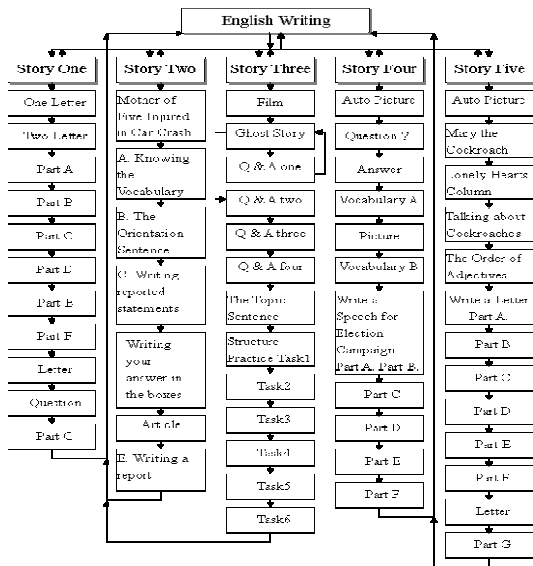 English Writing
Story One
One Letter
Two Letter
Part A
Part B
Part C
Part D
Part E
Part F
Letter
Question
Part G
Story Two
Mother of
Five Injured
in Car Crash
A. Knowing
the
Vocabulary
B. The
Orientation
Sentence
C. Writing
reported
statements
Writing
your
answer in
the boxes
Article
E. Writing a
report
Story Three
Film
Ghost Story
Q & A one
Q & A two
Q & A three
Q & A four
The Topic
Sentence
Structure
Practice Task1
Task2
Task3
Task4
Task5
Task6
Story Four
Auto Picture
Question ?
Answer
Vocabulary A
Picture
Vocabulary B
Write a
Speech for
Election
Campaign
Part A. Part B.
Part C
Part D
Part E
Part F
Story Five
Auto Picture
Mary the
Cockroach
Lonely Hearts
Column
Talking about
Cockroaches
The Order of
Adjectives
Write a Letter
Part A.
Part B
Part C
Part D
Part E
Part F
Letter
Part G